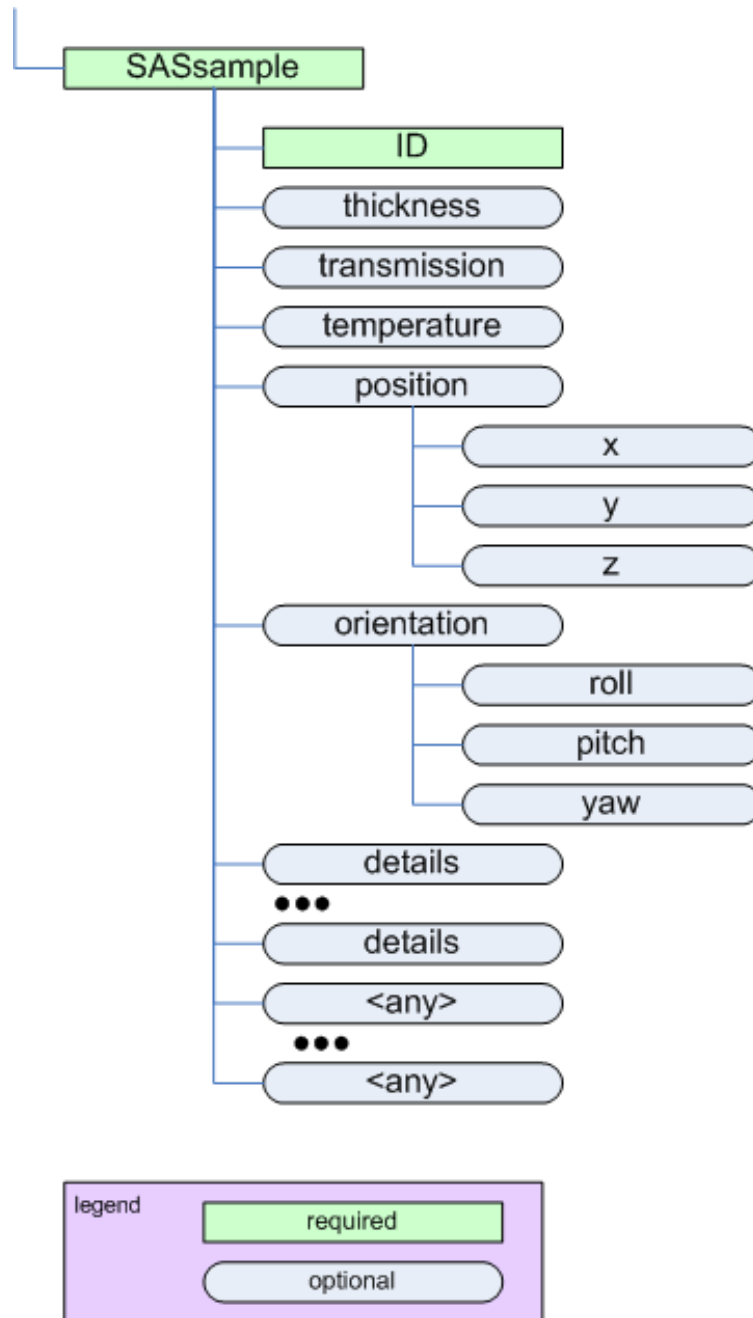 SASsample
ID
thickness
transmission
temperature
position
x
y
z
orientation
roll
pitch
yaw
details
details
<any>
<any>
legend
required
optional